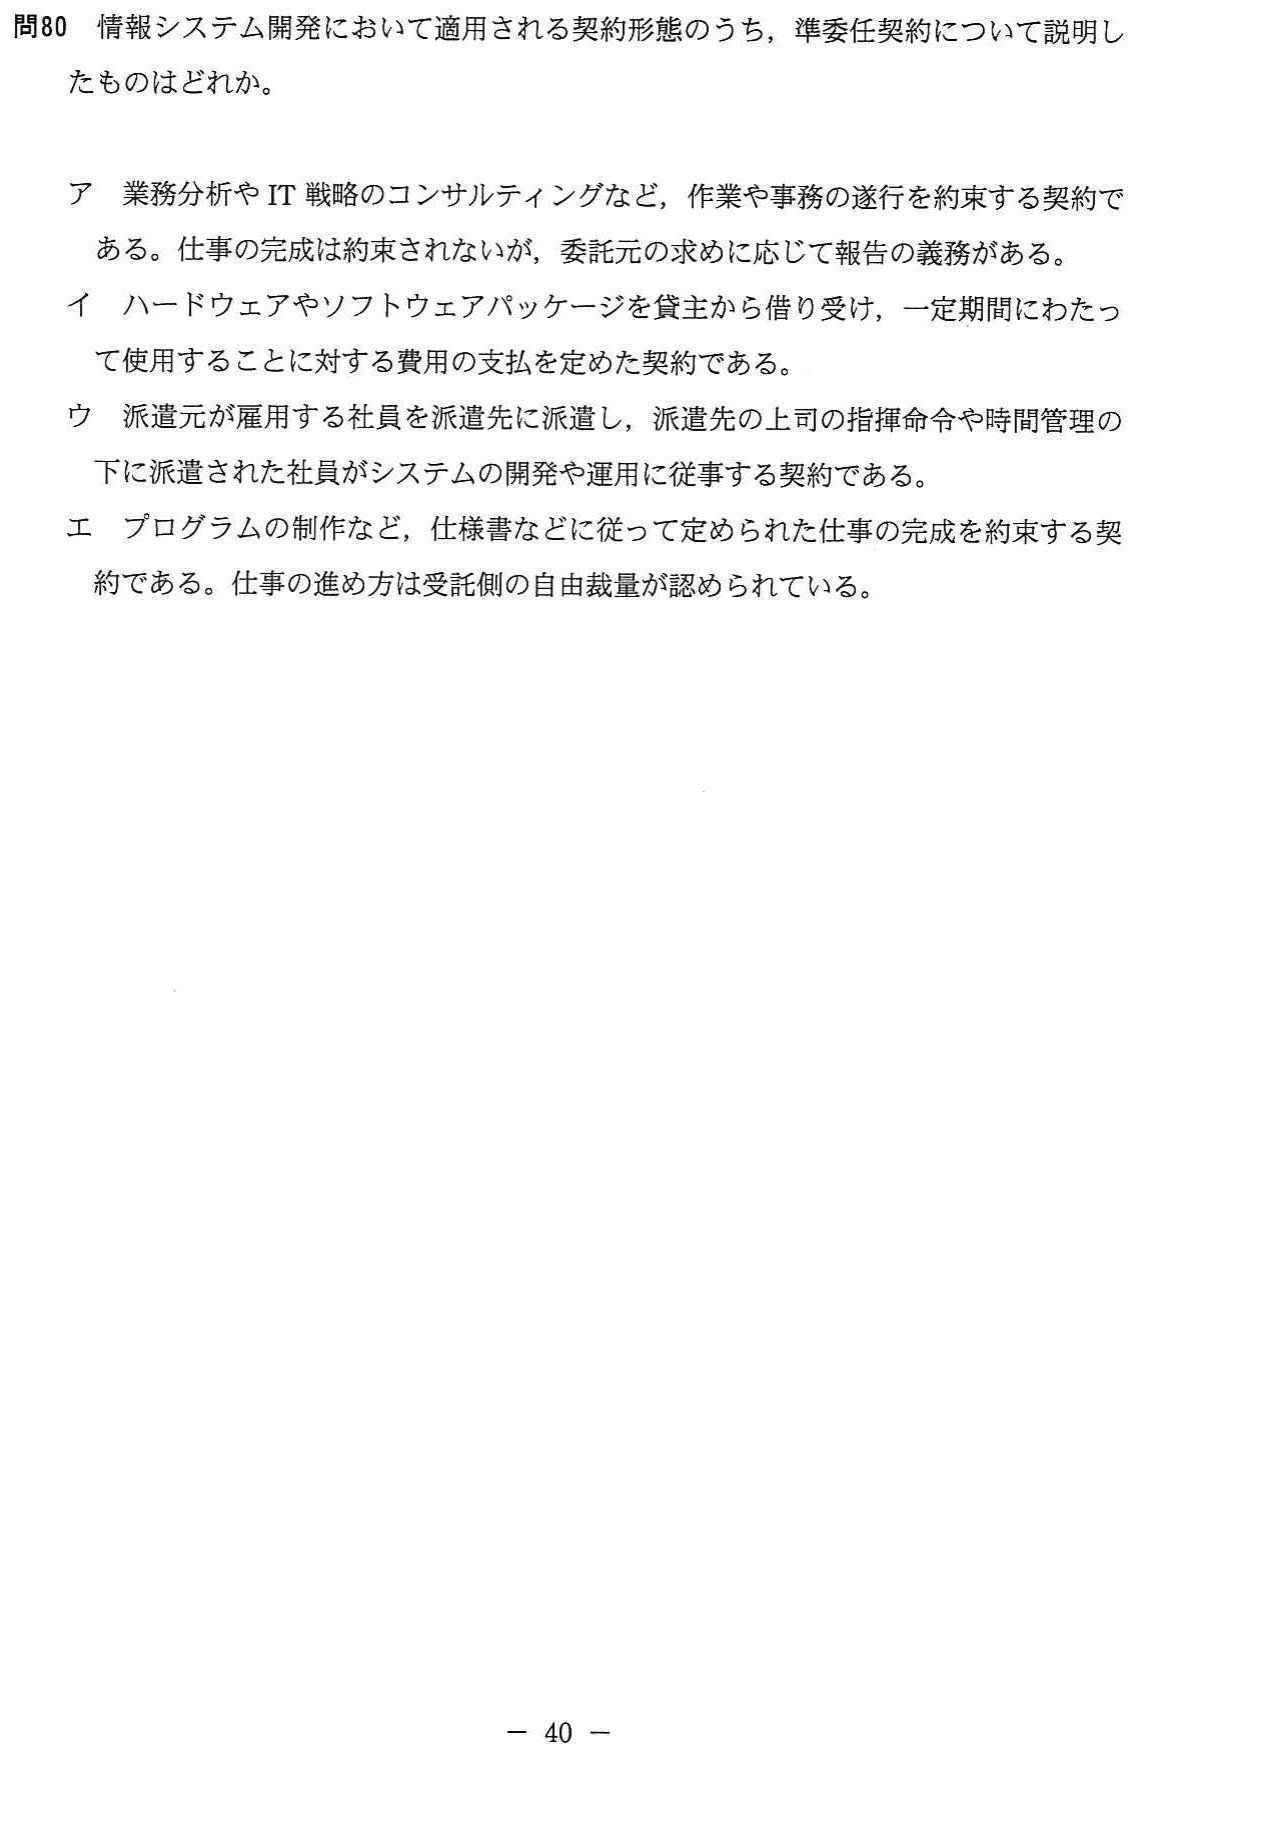 問80　情報システム開発において適用される契約形態のうち，準委任契約について説明し
たものはどれか。
ア　業務分析や IT 戦略のコンサルティングなど，作業や事務の遂行を約束する契約で
ある。仕事の完成は約束されないが，委託元の求めに応じて報告の義務がある。
イ　ハードウェアやソフトウェアパッケージを貸主から借り受け，一定期間にわたっ
て使用することに対する費用の支払を定めた契約である。
ウ　派遣元が雇用する社員を派遣先に派遣し，派遣先の上司の指揮命令や時間管理の
下に派遣された社員がシステムの開発や運用に従事する契約である。
エ　プログラムの制作など，仕様書などに従って定められた仕事の完成を約束する契
約である。仕事の進め方は受託側の自由裁量が認められている。
－ 40 －